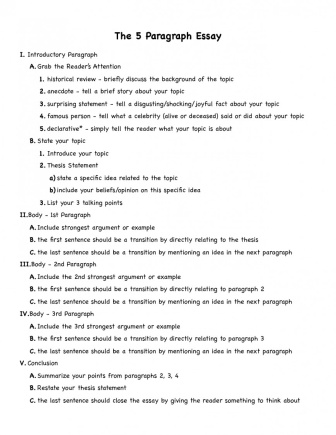 The 5 Paragraph Essay
I. Introductory Paragraph
A. Grab the Reader's Attention
1. historical review - briefly discuss the background of the topic
2. anecdote - tell a brief story about your topic
3. surprising statement - tell a disgusting/shocking/joyful fact about your topic
4. famous person - tell what a celebrity (alive or deceased) said or did about your topic
5. declarative* - simply tell the reader what your topic is about
B. State your topic
1. Introduce your topic
2. Thesis Statement
a) state a specific idea related to the topic
b) include your beliefs/opinion on this specific idea
3. List your 3 talking points
II. Body - 1st Paragraph
A. Include strongest argument or example
B. the first sentence should be a transition by directly relating to the thesis
C. the last sentence should be a transition by mentioning an idea in the next paragraph
III. Body - 2nd Paragraph
A. Include the 2nd strongest argument or example
B. the first sentence should be a transition by directly relating to paragraph 2
C. the last sentence should be a transition by mentioning an idea in the next paragraph
IV. Body - 3rd Paragraph
A. Include the 3rd strongest argument or example
B. the first sentence should be a transition by directly relating to paragraph 3
C. the last sentence should be a transition by mentioning an idea in the next paragraph
V. Conclusion
A. Summarize your points from paragraphs 2, 3, 4
B. Restate your thesis statement
C. the last sentence should close the essay by giving the reader something to think about